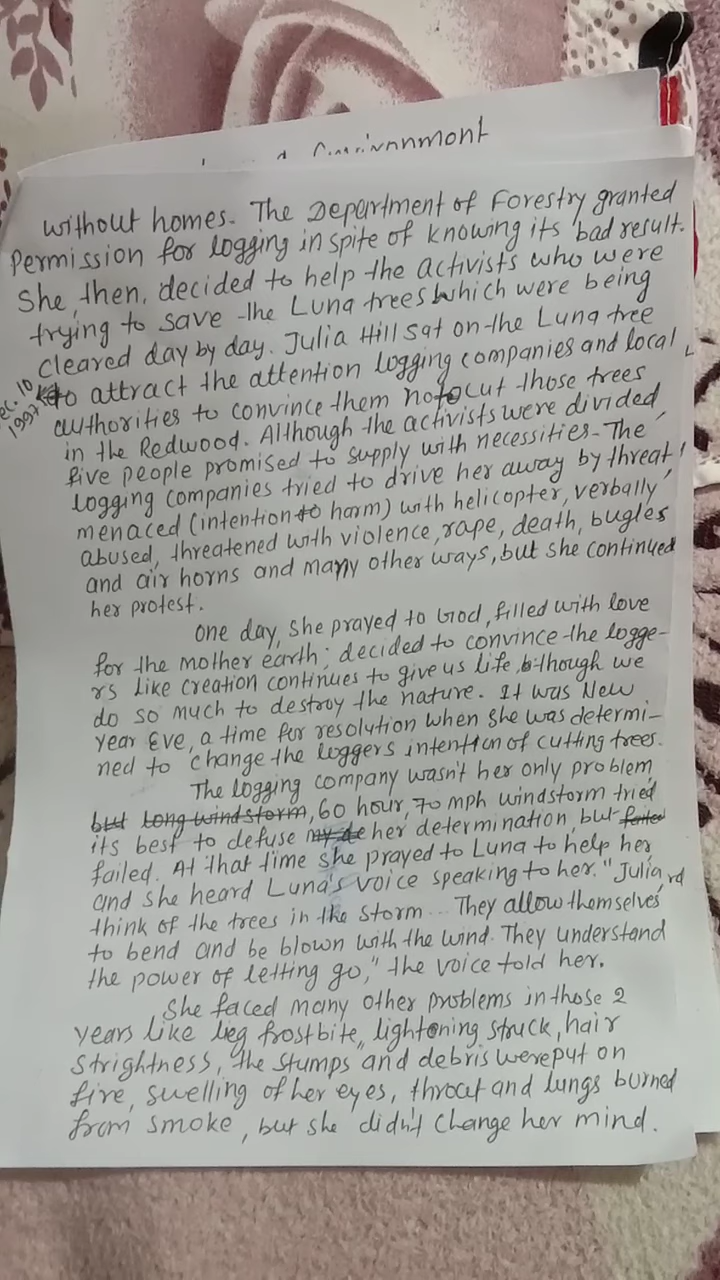 without homes. The Department of Forestry granted
permission for logging inspite of knowing its bad result.
She, then, decided to help the activists who were
trying to save the Luna trees which were being
cleared day by day. Julia Hill sat on the Luna tree
Dec. 10
1997
to attract the attention logging companies and local
authorities to convince them not to cut those trees
in the Redwood. Although the activists were divided,
five people promised to supply with necessities. The
logging companies tried to drive her away by threat,
menaced (intention to harm) with helicopter, verbally
abused, threatened with violence, rape, death, bugles
and air horns and many other ways, but she continued
her protest.
One day, she prayed to God, filled with love
for the mother earth; decided to convince the logge-
rs like creation continues to give us life, though we
do so much to destroy the nature. It was New
year Eve, a time for resolution when she was determi-
ned to change the loggers intention of cutting trees.
The logging company wasn't her only problem,
but long windstorm, 60 hour, 70 mph windstorm tried
its best to defuse her determination, but
failed. At that time she prayed to Luna to help her,
and she heard Luna's voice speaking to her. "Julia,
think of the trees in the storm... They allow themselves
to bend and be blown with the wind. They understand
the power of letting go," the voice told her.
She faced many other problems in those 2
years like leg frostbite, lightening struck, hair
strightness, the stumps and debris were put on
fire, swelling of her eyes, throat and lungs burned
from smoke, but she didn't change her mind.